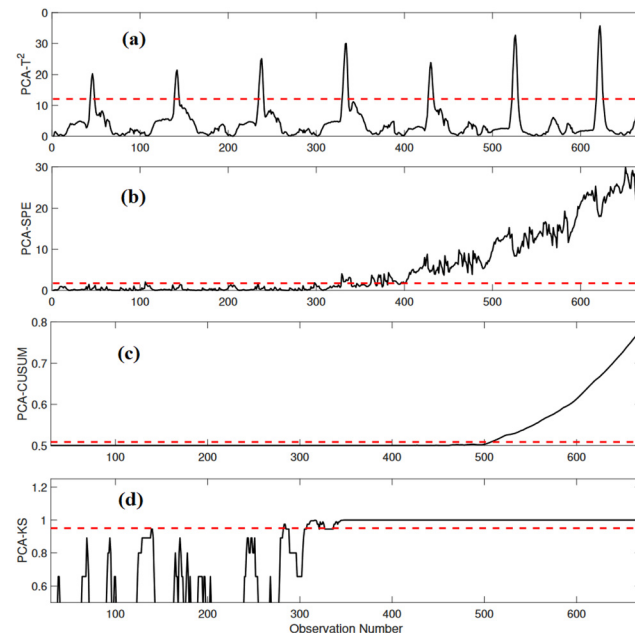 0
30
20
10
0
PCA-T2
(a)
0 100 200 300 400 500 600
30
20
10
0
PCA-SPE
(b)
0 100 200 300 400 500 600
0.8
0.7
0.6
0.5
PCA-CUSUM
(c)
100 200 300 400 500 600
1.2
1
0.8
0.6
PCA-KS
(d)
100 200 300 400 500 600
Observation Number